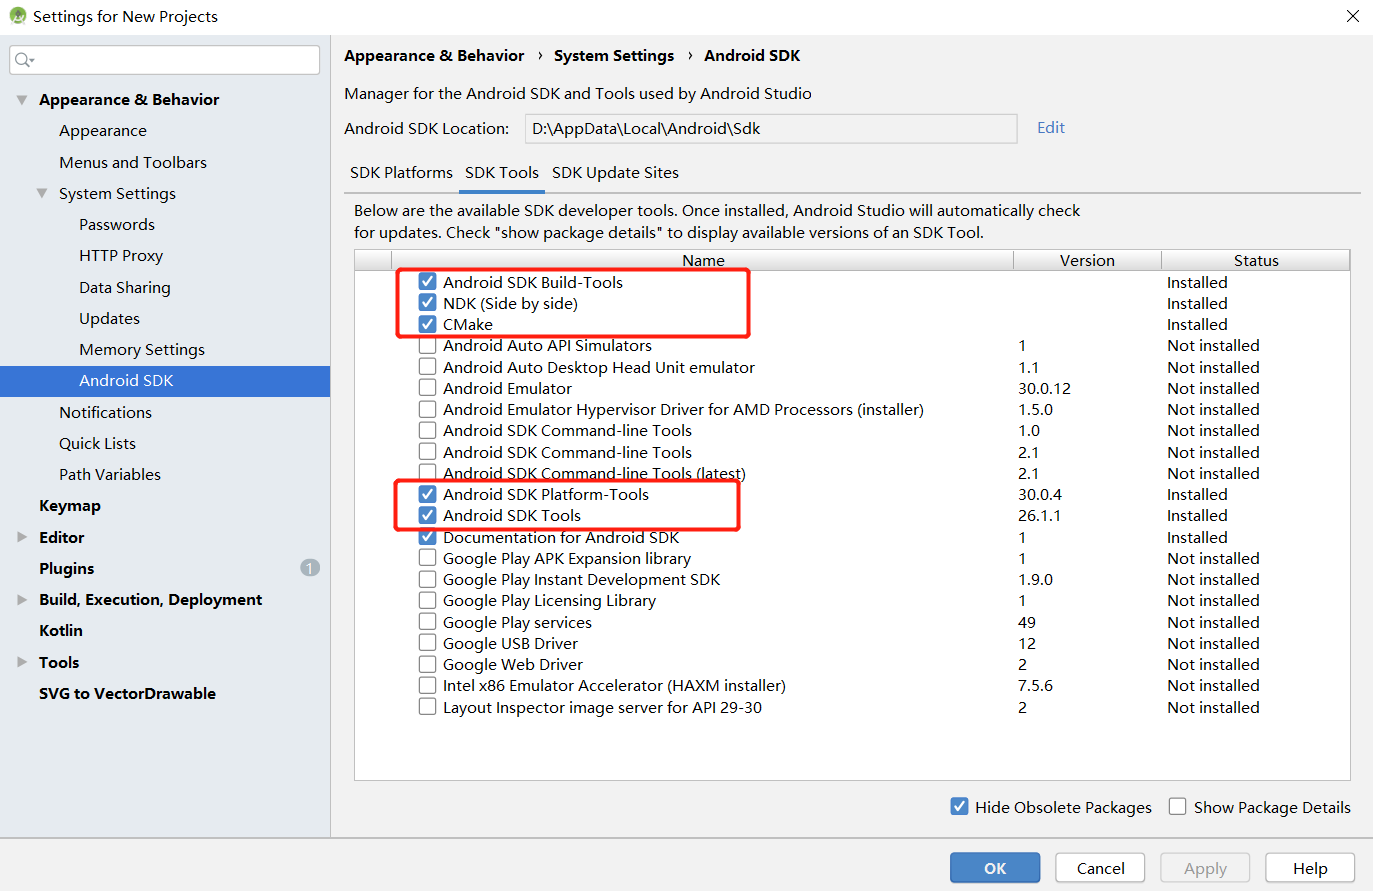 Settings for New Projects
Appearance & Behavior
Appearance
Menus and Toolbars
System Settings
Passwords
HTTP Proxy
Data Sharing
Updates
Memory Settings
Android SDK
Notifications
Quick Lists
Path Variables
Keymap
Editor
Plugins 1
Build, Execution, Deployment
Kotlin
Tools
SVG to VectorDrawable
Appearance & Behavior › System Settings › Android SDK
Manager for the Android SDK and Tools used by Android Studio
Android SDK Location: D:\AppData\Local\Android\Sdk Edit
SDK Platforms SDK Tools SDK Update Sites
Below are the available SDK developer tools. Once installed, Android Studio will automatically check
for updates. Check "show package details" to display available versions of an SDK Tool.
Name Version Status
Android SDK Build-Tools Installed
NDK (Side by side) Installed
CMake Installed
Android Auto API Simulators 1 Not installed
Android Auto Desktop Head Unit emulator 1.1 Not installed
Android Emulator 30.0.12 Not installed
Android Emulator Hypervisor Driver for AMD Processors (installer) 1.5.0 Not installed
Android SDK Command-line Tools 1.0 Not installed
Android SDK Command-line Tools 2.1 Not installed
Android SDK Command-line Tools (latest) 2.1 Not installed
Android SDK Platform-Tools 30.0.4 Installed
Android SDK Tools 26.1.1 Installed
Documentation for Android SDK 1 Installed
Google Play APK Expansion library 1 Not installed
Google Play Instant Development SDK 1.9.0 Not installed
Google Play Licensing Library 1 Not installed
Google Play services 49 Not installed
Google USB Driver 12 Not installed
Google Web Driver 2 Not installed
Intel x86 Emulator Accelerator (HAXM installer) 7.5.6 Not installed
Layout Inspector image server for API 29-30 2 Not installed
Hide Obsolete Packages Show Package Details
OK Cancel Apply Help